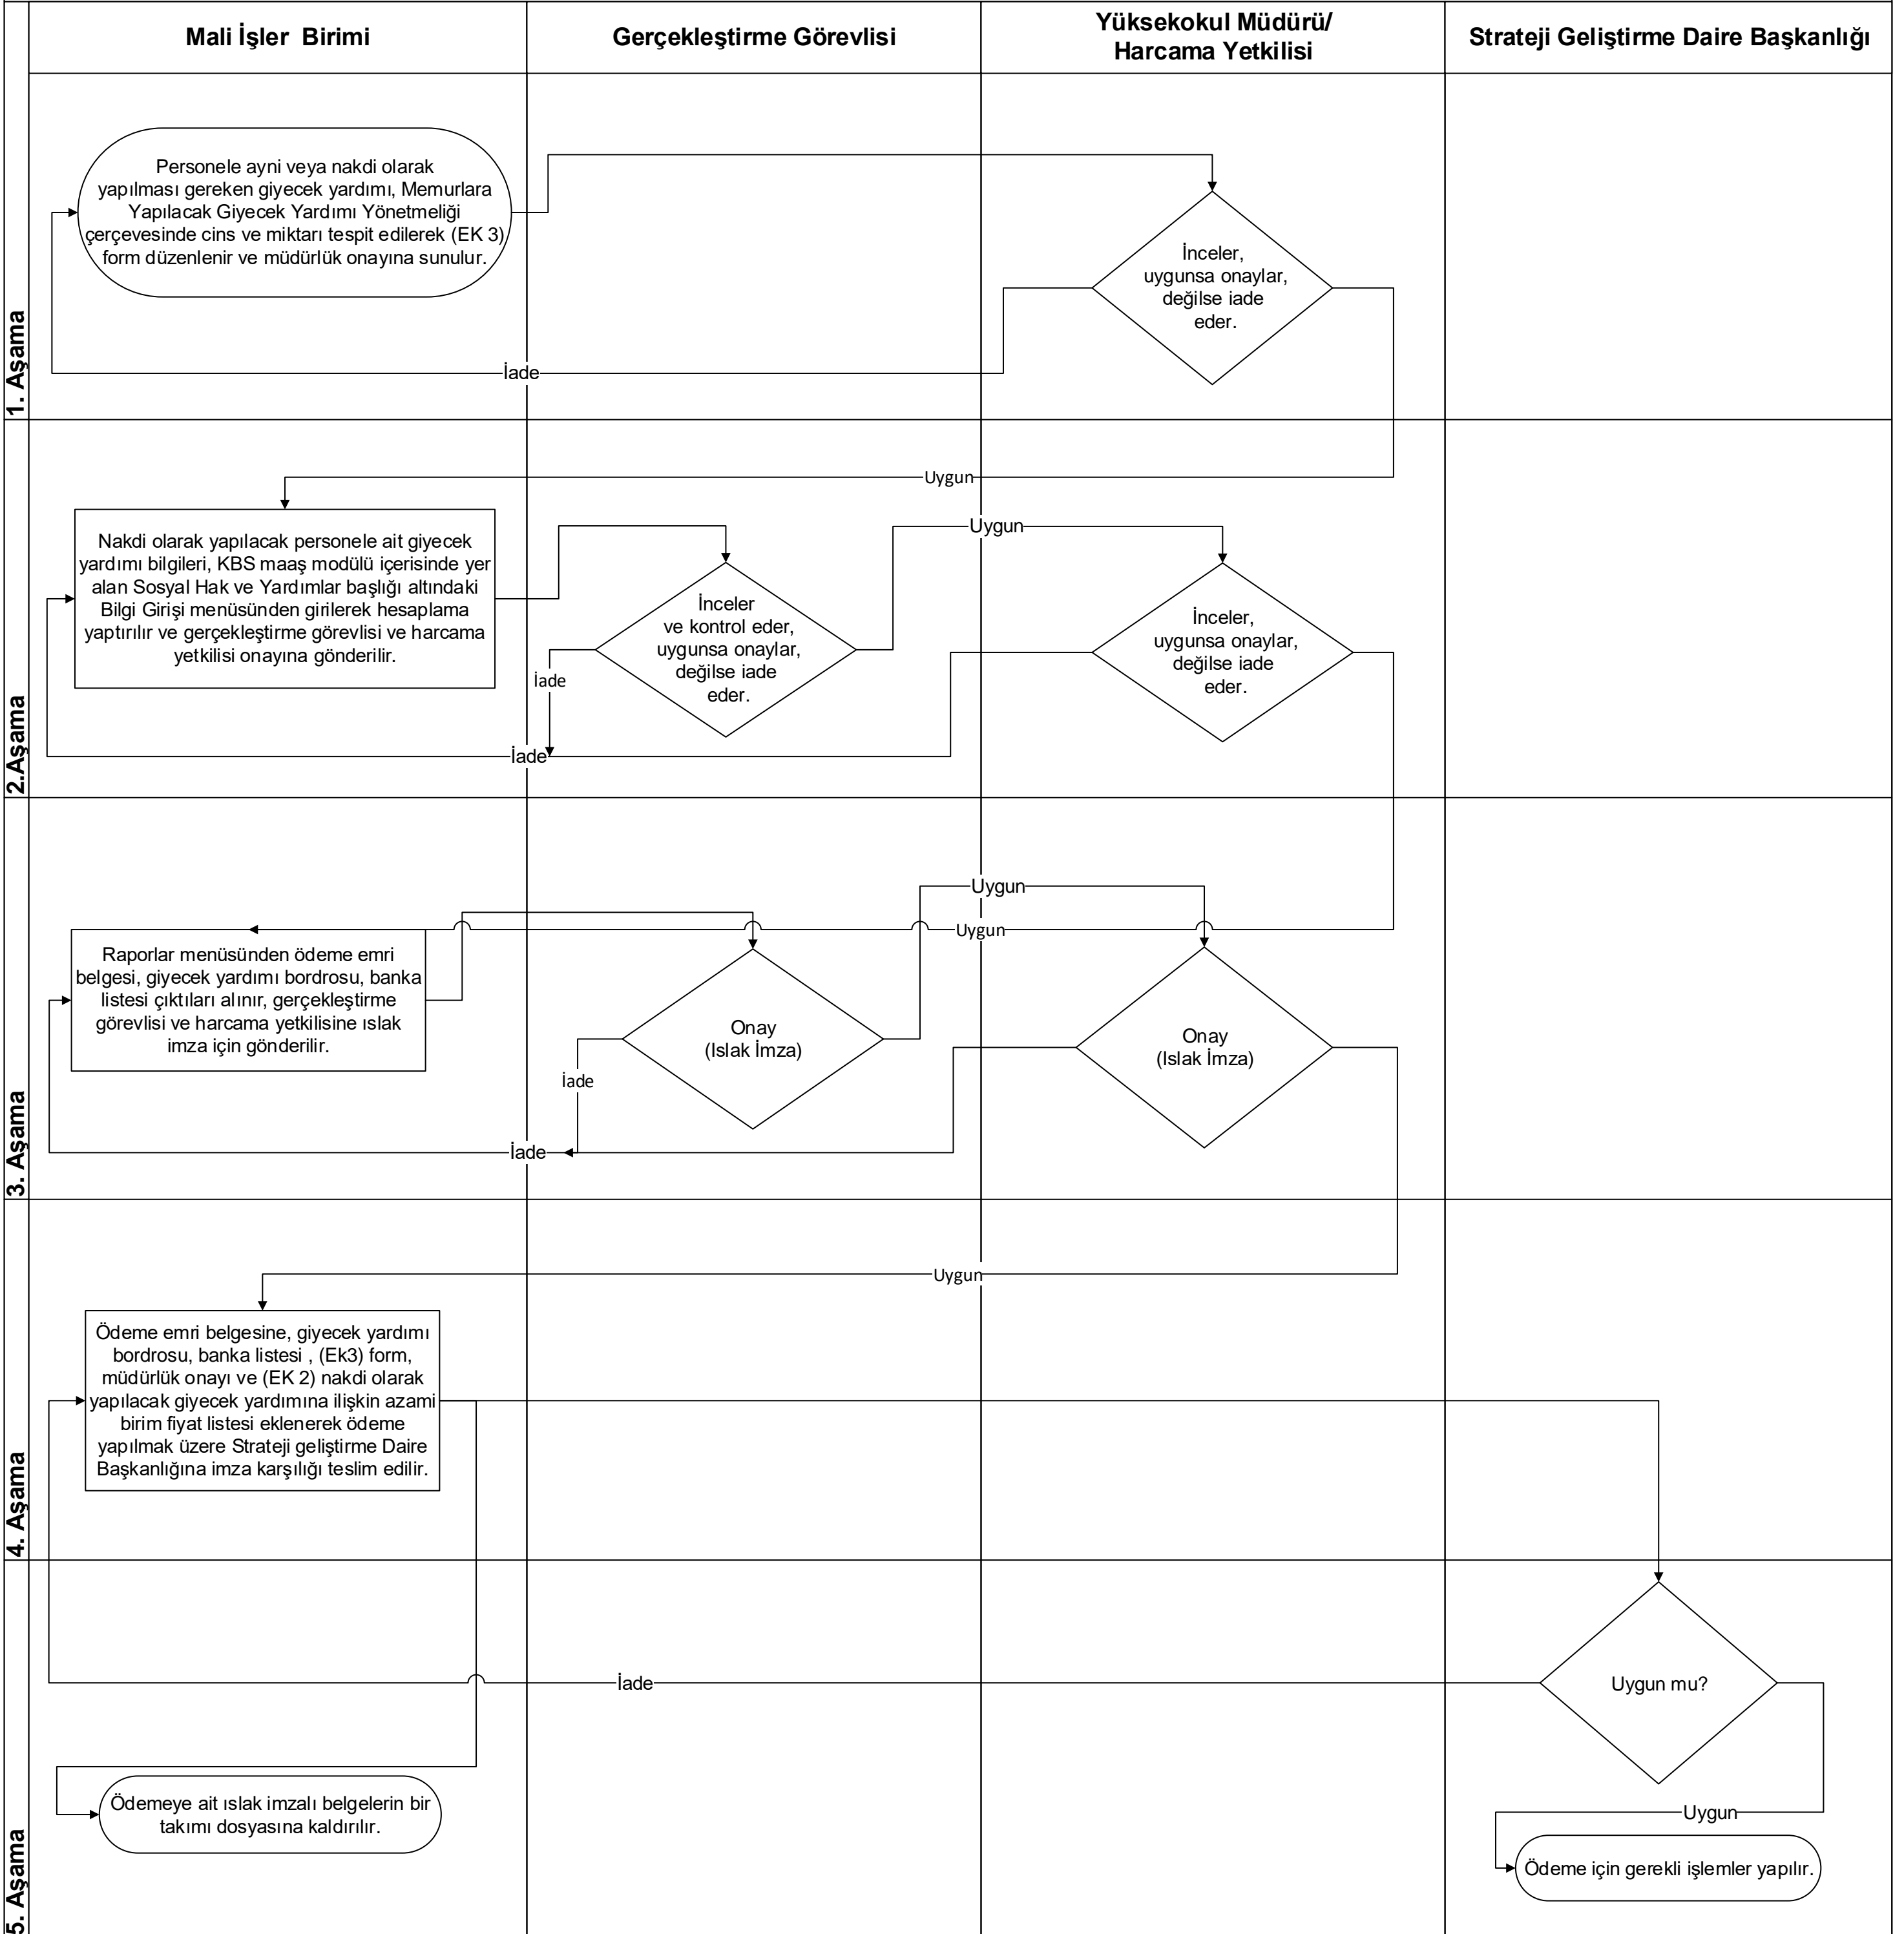 Mali İşler Birimi
Gerçekleştirme Görevlisi
Yüksekokul Müdürü/
Harcama Yetkilisi
Strateji Geliştirme Daire Başkanlığı
1. Aşama
Personele ayni veya nakdi olarak
yapılması gereken giyecek yardımı, Memurlara
Yapılacak Giyecek Yardımı Yönetmeliği
çerçevesinde cins ve miktarı tespit edilerek (EK 3)
form düzenlenir ve müdürlük onayına sunulur.
İnceler,
uygunsa onaylar,
değilse iade
eder.
İade
2.Aşama
Uygun
Nakdi olarak yapılacak personele ait giyecek
yardımı bilgileri, KBS maaş modülü içerisinde yer
alan Sosyal Hak ve Yardımlar başlığı altındaki
Bilgi Girişi menüsünden girilerek hesaplama
yaptırılır ve gerçekleştirme görevlisi ve harcama
yetkilisi onayına gönderilir.
İnceler
ve kontrol eder,
uygunsa onaylar,
değilse iade
eder.
Uygun
İnceler,
uygunsa onaylar,
değilse iade
eder.
İade
İade
3. Aşama
Uygun
Uygun
Raporlar menüsünden ödeme emri
belgesi, giyecek yardımı bordrosu, banka
listesi çıktıları alınır, gerçekleştirme
görevlisi ve harcama yetkilisine ıslak
imza için gönderilir.
Onay
(Islak İmza)
Onay
(Islak İmza)
İade
İade
4. Aşama
Uygun
Ödeme emri belgesine, giyecek yardımı
bordrosu, banka listesi , (Ek3) form,
müdürlük onayı ve (EK 2) nakdi olarak
yapılacak giyecek yardımına ilişkin azami
birim fiyat listesi eklenerek ödeme
yapılmak üzere Strateji geliştirme Daire
Başkanlığına imza karşılığı teslim edilir.
5. Aşama
Uygun mu?
İade
Ödemeye ait ıslak imzalı belgelerin bir
takımı dosyasına kaldırılır.
Uygun
Ödeme için gerekli işlemler yapılır.